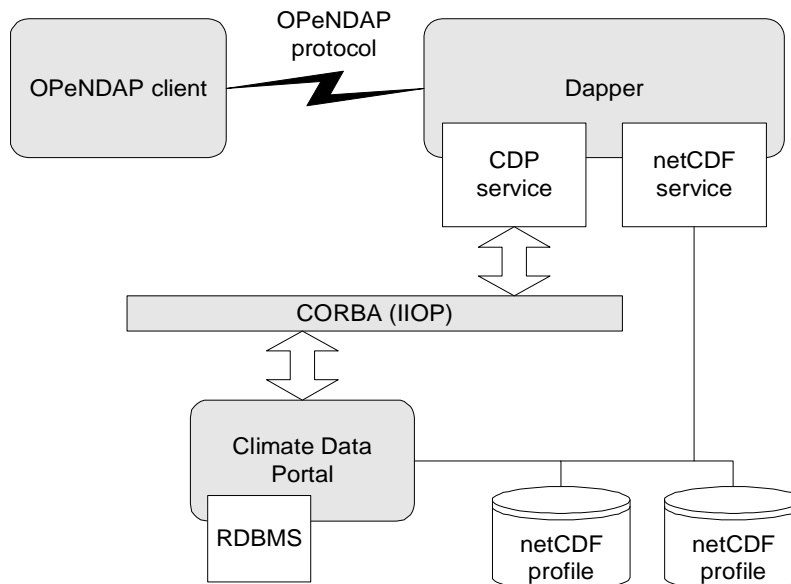 OPeNDAP
protocol
OPeNDAP client
Dapper
CDP
service
netCDF
service
CORBA (IIOP)
Climate Data
Portal
RDBMS
netCDF
profile
netCDF
profile